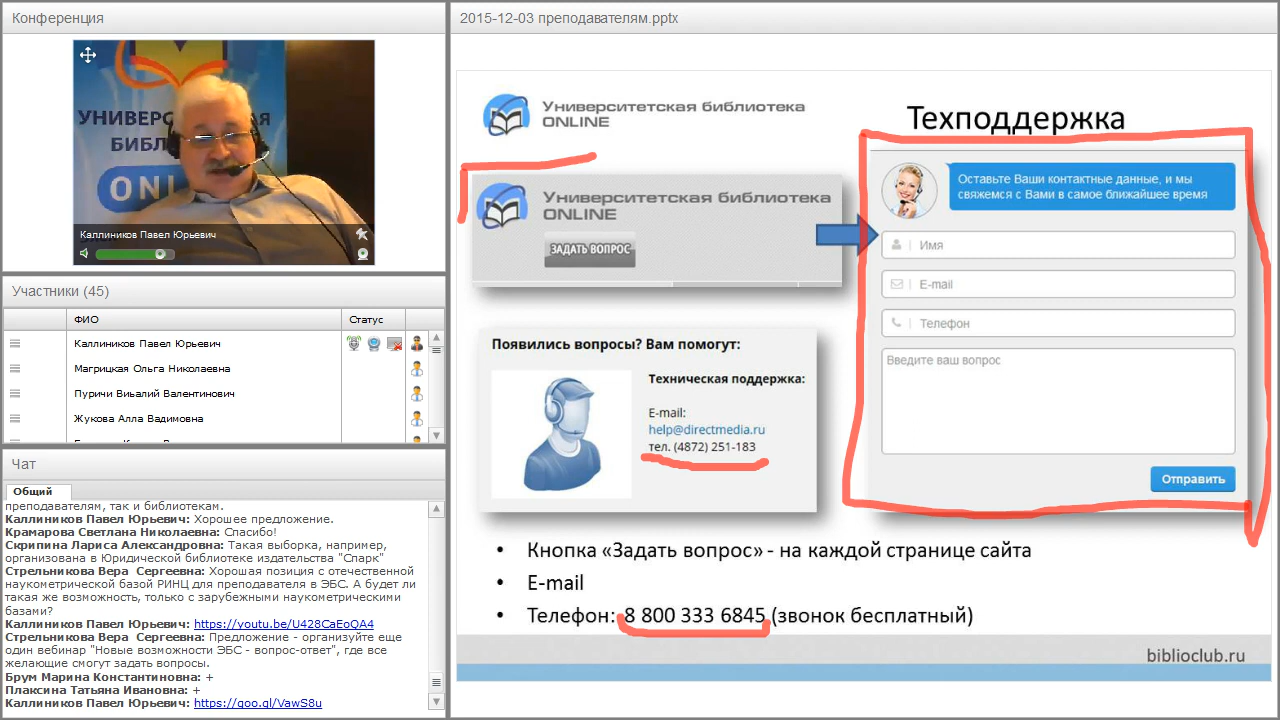 Конференция
УНИВЕРС
АЯ
БИБЛ
ONL
Каллиников Павел Юрьевич
Участники (45)
ФИО
Статус
Каллиников Павел Юрьевич
Магрицкая Ольга Николаевна
Пуричи Виьалий Валентинович
Жукова Алла Вадимовна
Чат
Общий
преподавателям, так и библиотекам.
Каллиников Павел Юрьевич: Хорошее предложение.
Крамарова Светлана Николаевна: Спасибо!
Скрипина Лариса Александровна: Такая выборка, например,
организована в Юридической библиотеке издательства "Спарк"
Стрельникова Вера Сергеевна: Хорошая позиция с отечественной
наукометрической базой РИНЦ для преподавателя в ЭБС. А будет ли
такая же возможность, только с зарубежными наукометрическими
базами?
Каллиников Павел Юрьевич: https://youtu.be/U428CaEoQA4
Стрельникова Вера Сергеевна: Предложение - организуйте еще
один вебинар "Новые возможности ЭБС - вопрос-ответ", где все
желающие смогут задать вопросы.
Брум Марина Константиновна: +
Плаксина Татьяна Ивановна: +
Каллиников Павел Юрьевич: https://goo.gl/VawS8u
2015-12-03 преподавателям.pptx
Университетская библиотека
ONLINE
Техподдержка
Университетская библиотека
ONLINE
ЗАДАТЬ ВОПРОС
Оставьте Ваши контактные данные, и мы
свяжемся с Вами в самое ближайшее время
Имя
E-mail
Телефон
Введите ваш вопрос
Отправить
Появились вопросы? Вам помогут:
Техническая поддержка:
E-mail:
help@directmedia.ru
тел. (4872) 251-183
• Кнопка «Задать вопрос» - на каждой странице сайта
• E-mail
• Телефон: 8 800 333 6845 (звонок бесплатный)
biblioclub.ru